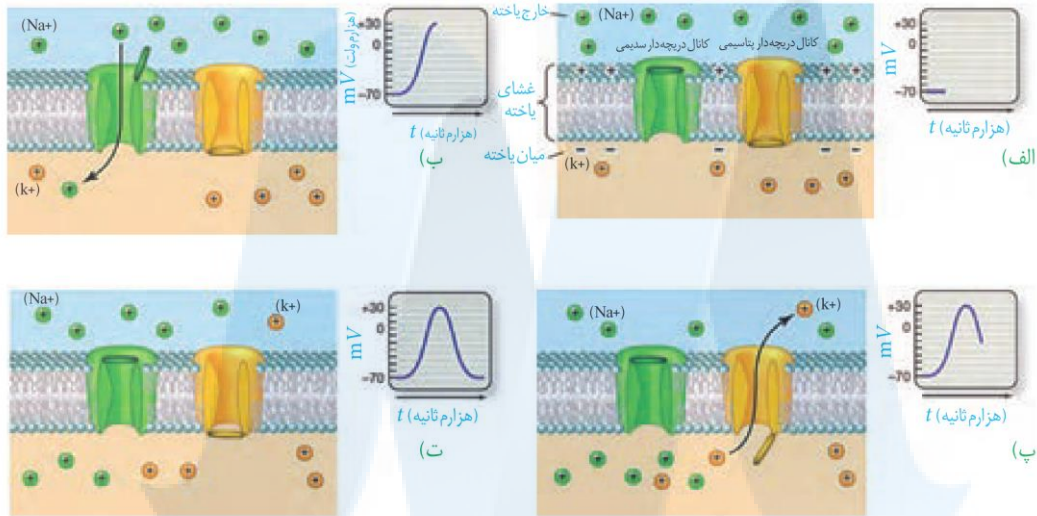 خارج یاخته
(Na+)
کانال دریچه‌دار سدیمی
کانال دریچه‌دار پتاسیمی
غشای یاخته
میان یاخته
(k+)
+30
0
-70
mV
t (هزارم ثانیه)
الف)
(Na+)
(k+)
+30
0
-70
mV (هزارم ولت)
t (هزارم ثانیه)
ب)
(Na+)
(k+)
+30
0
-70
mV
t (هزارم ثانیه)
پ)
(Na+)
(k+)
+30
0
-70
mV
t (هزارم ثانیه)
ت)